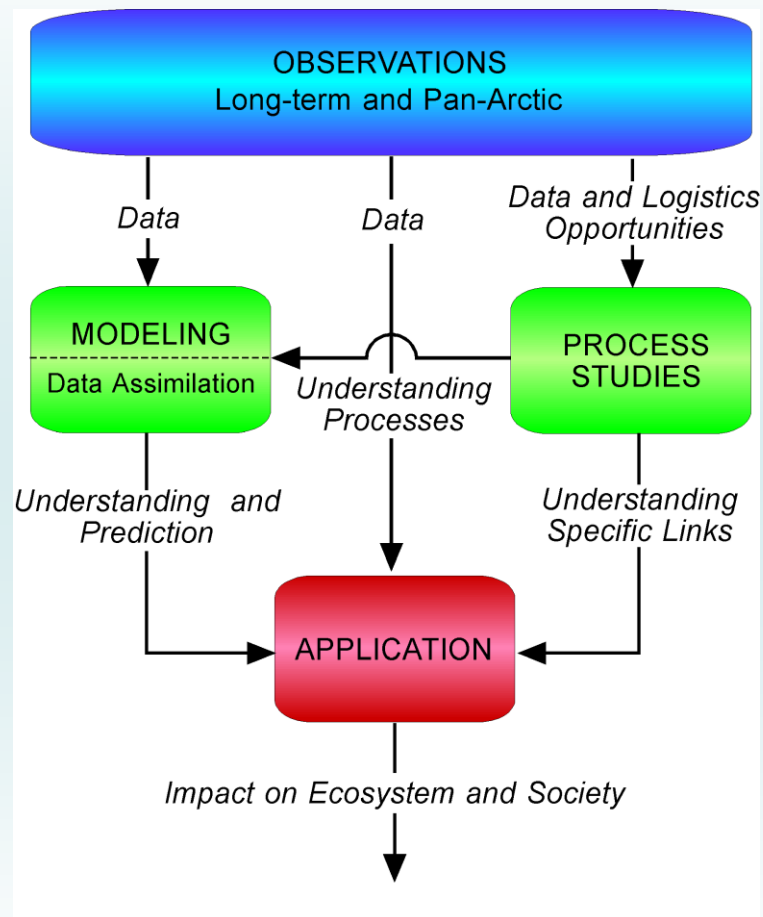 OBSERVATIONS
Long-term and Pan-Arctic
Data
Data
Data and Logistics
Opportunities
MODELING
Data Assimilation
PROCESS
STUDIES
Understanding
Processes
Understanding and
Prediction
Understanding
Specific Links
APPLICATION
Impact on Ecosystem and Society